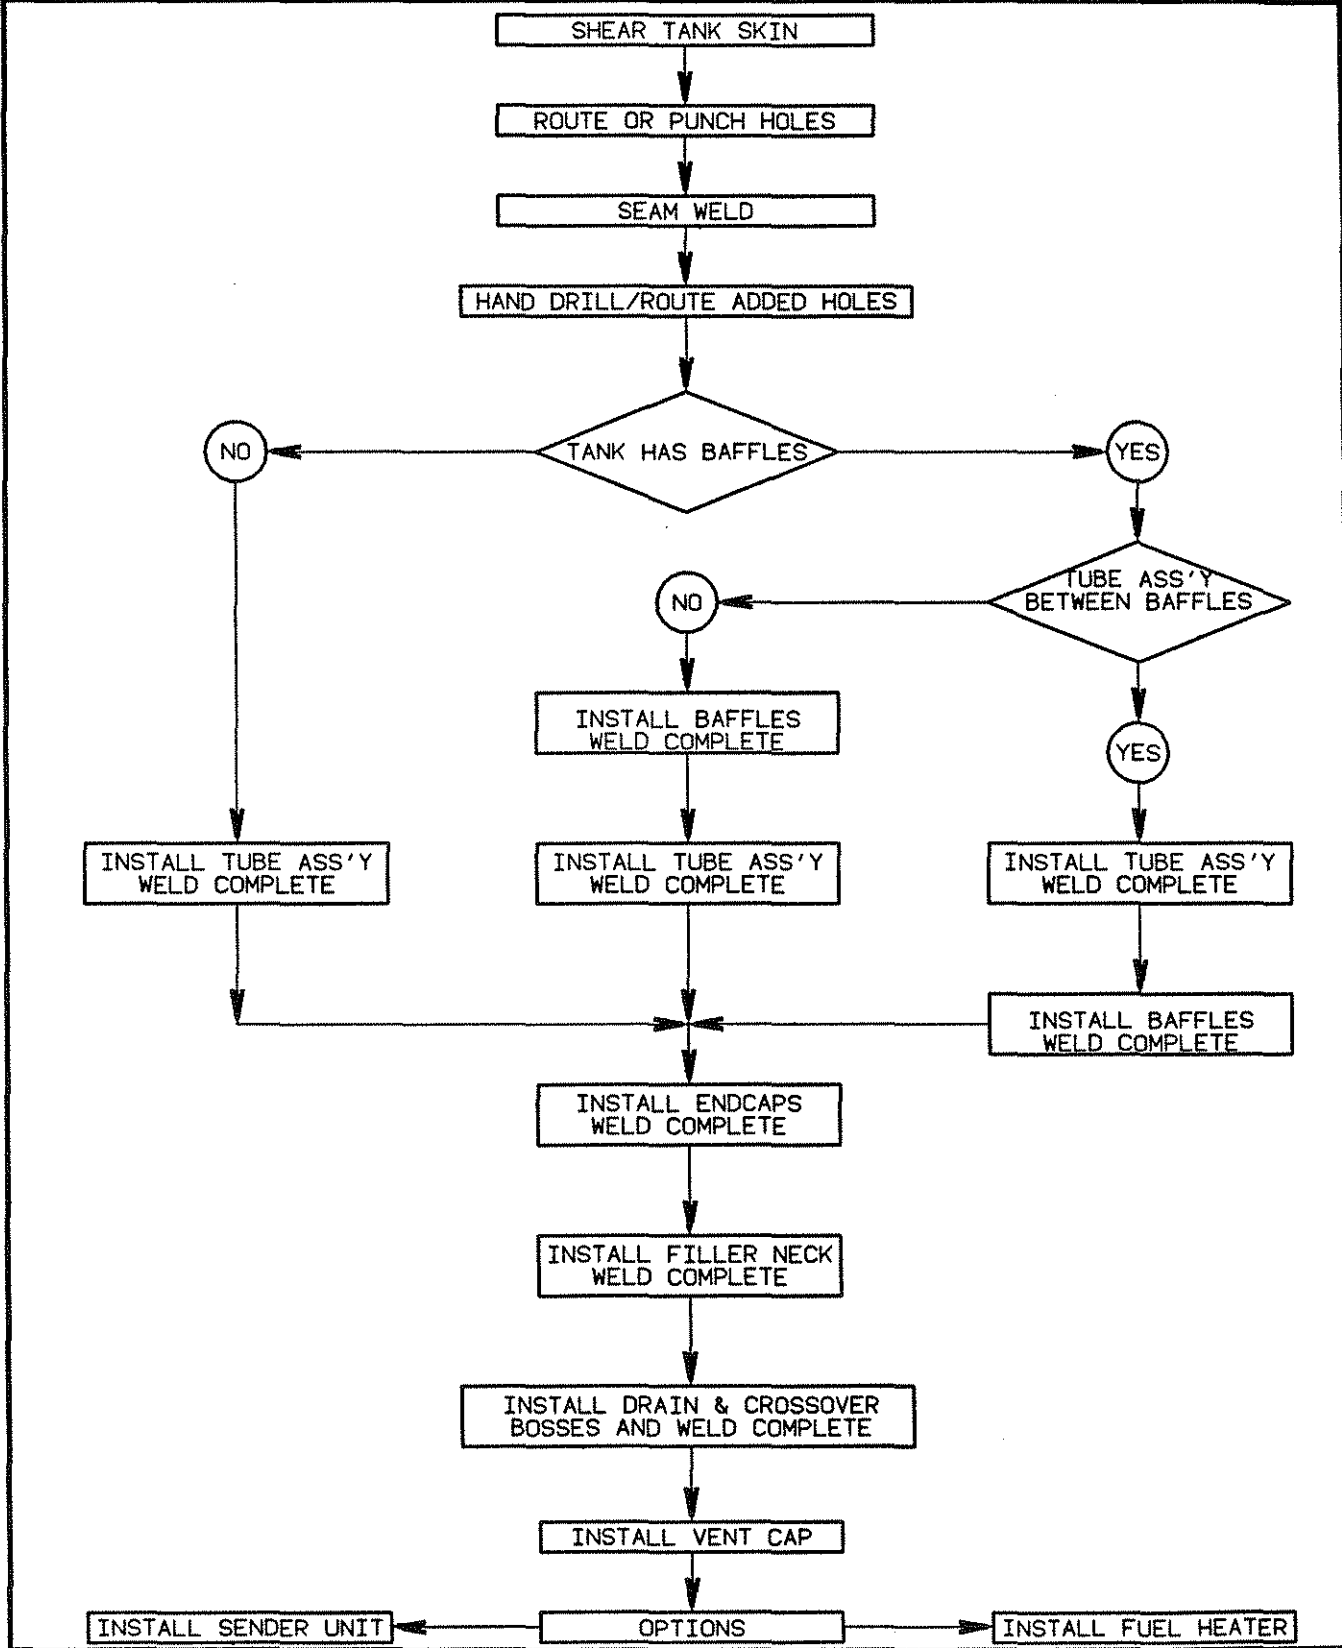 SHEAR TANK SKIN
ROUTE OR PUNCH HOLES
SEAM WELD
HAND DRILL/ROUTE ADDED HOLES
NO
TANK HAS BAFFLES
YES
NO
TUBE ASS'Y
BETWEEN BAFFLES
INSTALL BAFFLES
WELD COMPLETE
YES
INSTALL TUBE ASS'Y
WELD COMPLETE
INSTALL TUBE ASS'Y
WELD COMPLETE
INSTALL TUBE ASS'Y
WELD COMPLETE
INSTALL BAFFLES
WELD COMPLETE
INSTALL ENDCAPS
WELD COMPLETE
INSTALL FILLER NECK
WELD COMPLETE
INSTALL DRAIN & CROSSOVER
BOSSES AND WELD COMPLETE
INSTALL VENT CAP
INSTALL SENDER UNIT
OPTIONS
INSTALL FUEL HEATER